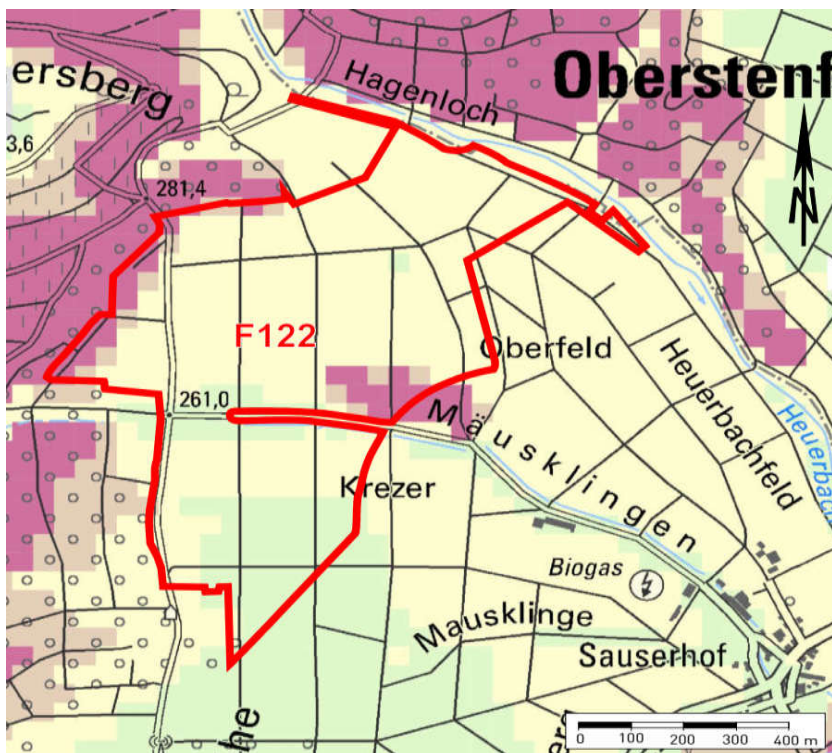 ersberg
Hagenloch
Oberstenf
3,6
281,4
N
F122
Oberfeld
261,0
Mäusklingen
Heuerbachfeld
Heuerbac
Krezer
Biogas
Mausklinge
Sauserhof
he
0 100 200 300 400 m